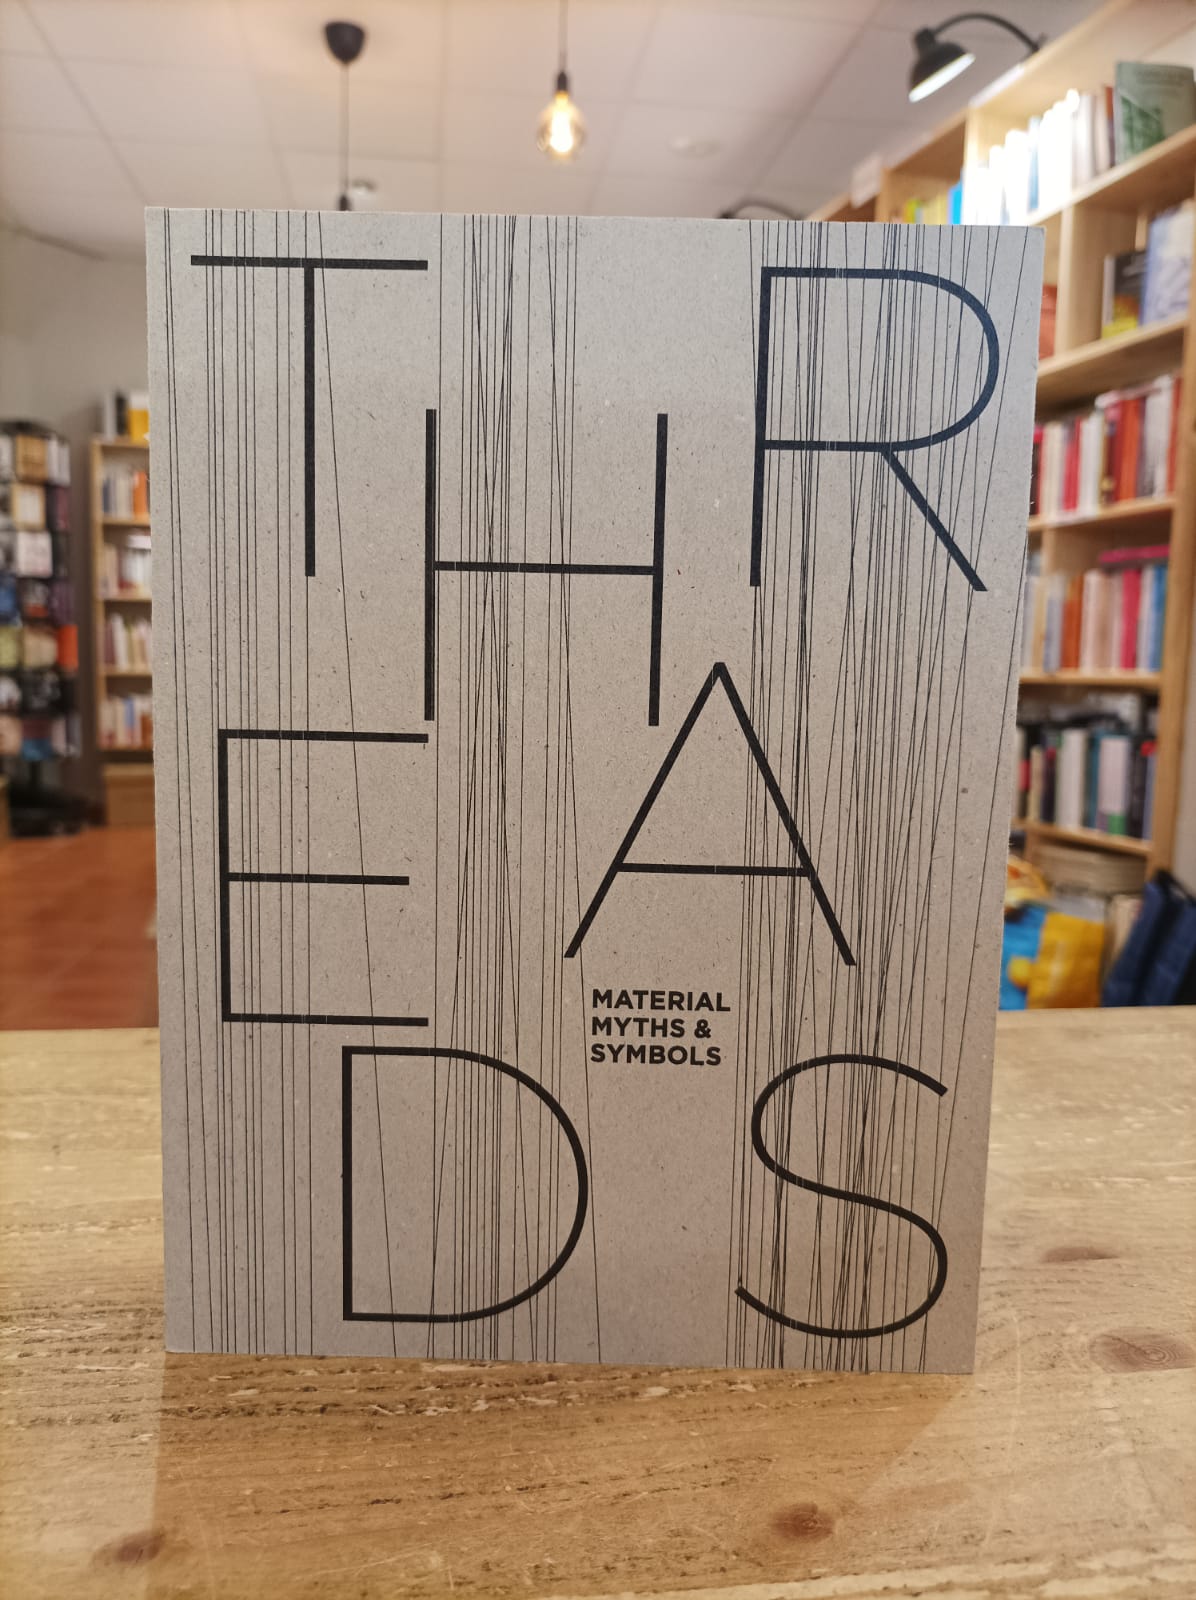 THR
EA
DS
MATERIAL
MYTHS &
SYMBOLS